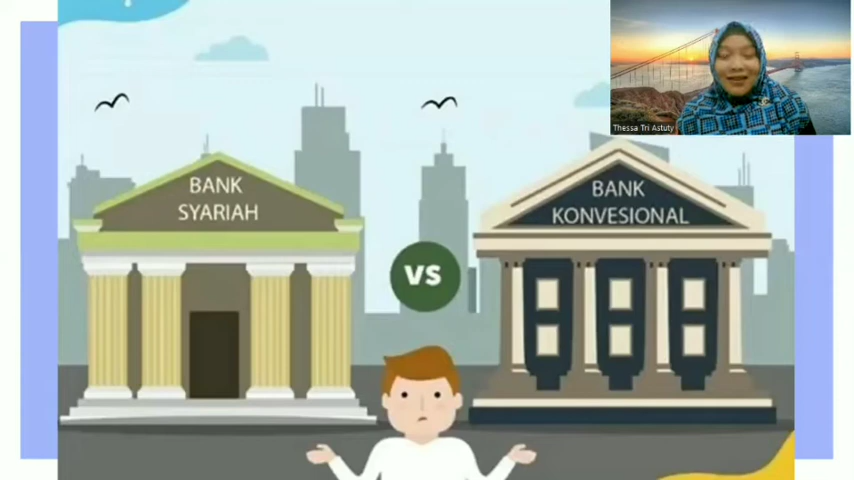 Thessa Tri Astuty
BANK
SYARIAH
BANK
KONVESIONAL
VS